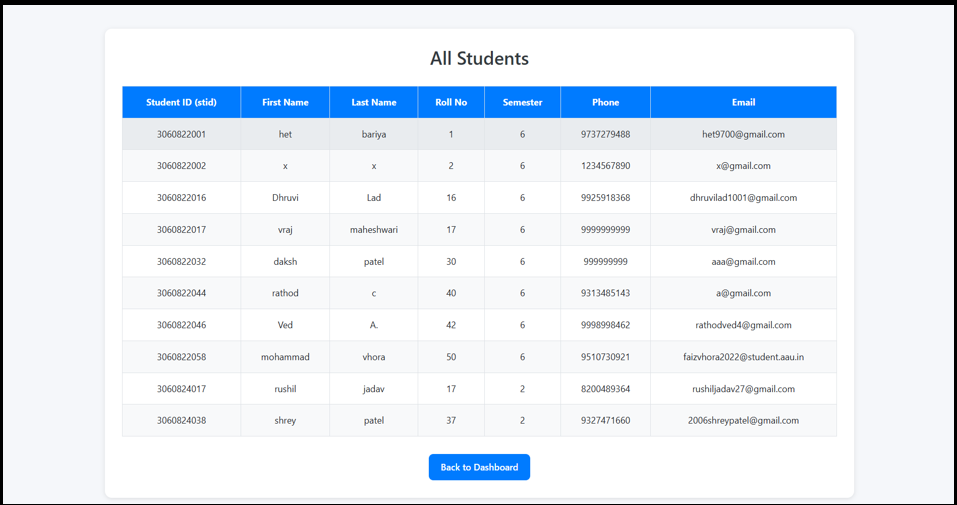 All Students
Student ID (stid) First Name Last Name Roll No Semester Phone Email
3060822001 het bariya 1 6 9737279488 het9700@gmail.com
3060822002 x x 2 6 1234567890 x@gmail.com
3060822016 Dhruvi Lad 16 6 9925918368 dhruvilad1001@gmail.com
3060822017 vraj maheshwari 17 6 9999999999 vraj@gmail.com
3060822032 daksh patel 30 6 999999999 aaa@gmail.com
3060822044 rathod c 40 6 9313485143 a@gmail.com
3060822046 Ved A. 42 6 9998998462 rathodved4@gmail.com
3060822058 mohammad vhora 50 6 9510730921 faizvhora2022@student.aau.in
3060824017 rushil jadav 17 2 8200489364 rushiljadav27@gmail.com
3060824038 shrey patel 37 2 9327471660 2006shreypatel@gmail.com
Back to Dashboard